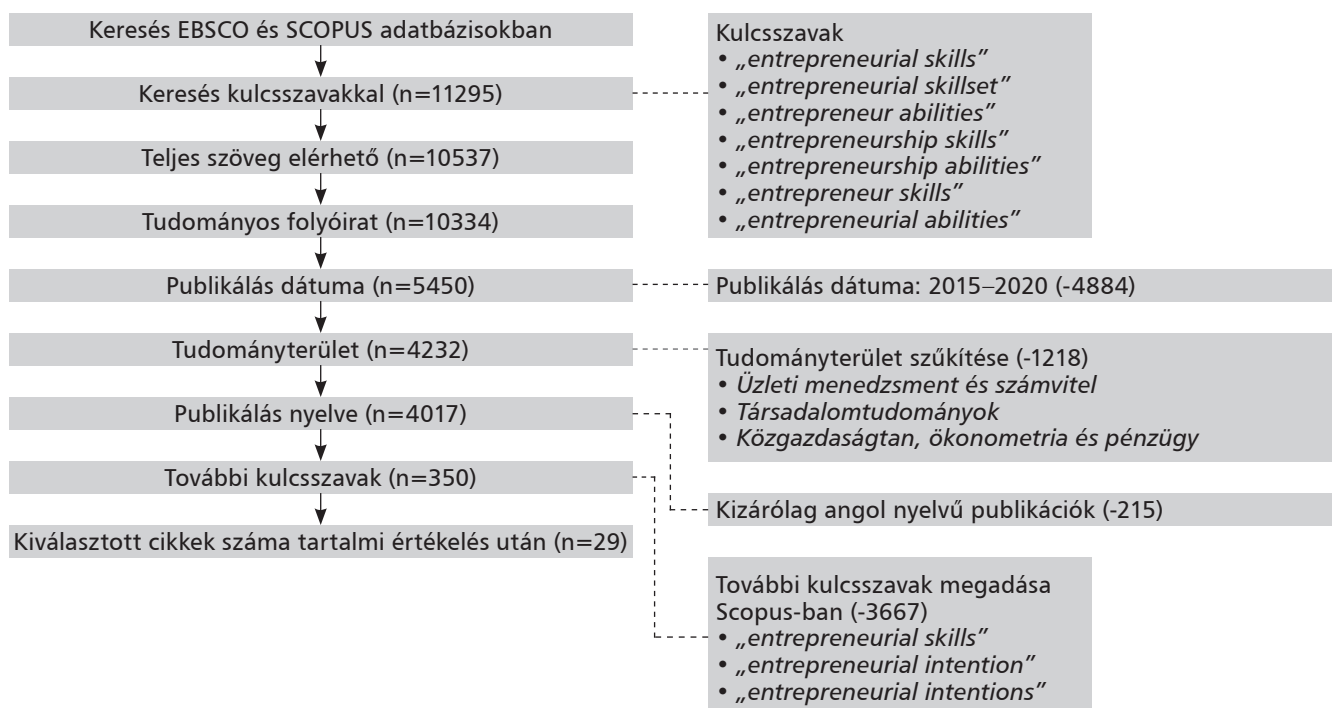 Keresés EBSCO és SCOPUS adatbázisokban
Keresés kulcsszavakkal (n=11295)
Teljes szöveg elérhető (n=10537)
Tudományos folyóirat (n=10334)
Publikálás dátuma (n=5450)
Tudományterület (n=4232)
Publikálás nyelve (n=4017)
További kulcsszavak (n=350)
Kiválasztott cikkek száma tartalmi értékelés után (n=29)
Kulcsszavak
• „entrepreneurial skills”
• „entrepreneurial skillset”
• „entrepreneur abilities”
• „entrepreneurship skills”
• „entrepreneurship abilities”
• „entrepreneur skills”
• „entrepreneurial abilities”
Publikálás dátuma: 2015–2020 (-4884)
Tudományterület szűkítése (-1218)
• Üzleti menedzsment és számvitel
• Társadalomtudományok
• Közgazdaságtan, ökonometria és pénzügy
Kizárólag angol nyelvű publikációk (-215)
További kulcsszavak megadása
Scopus-ban (-3667)
• „entrepreneurial skills”
• „entrepreneurial intention”
• „entrepreneurial intentions”